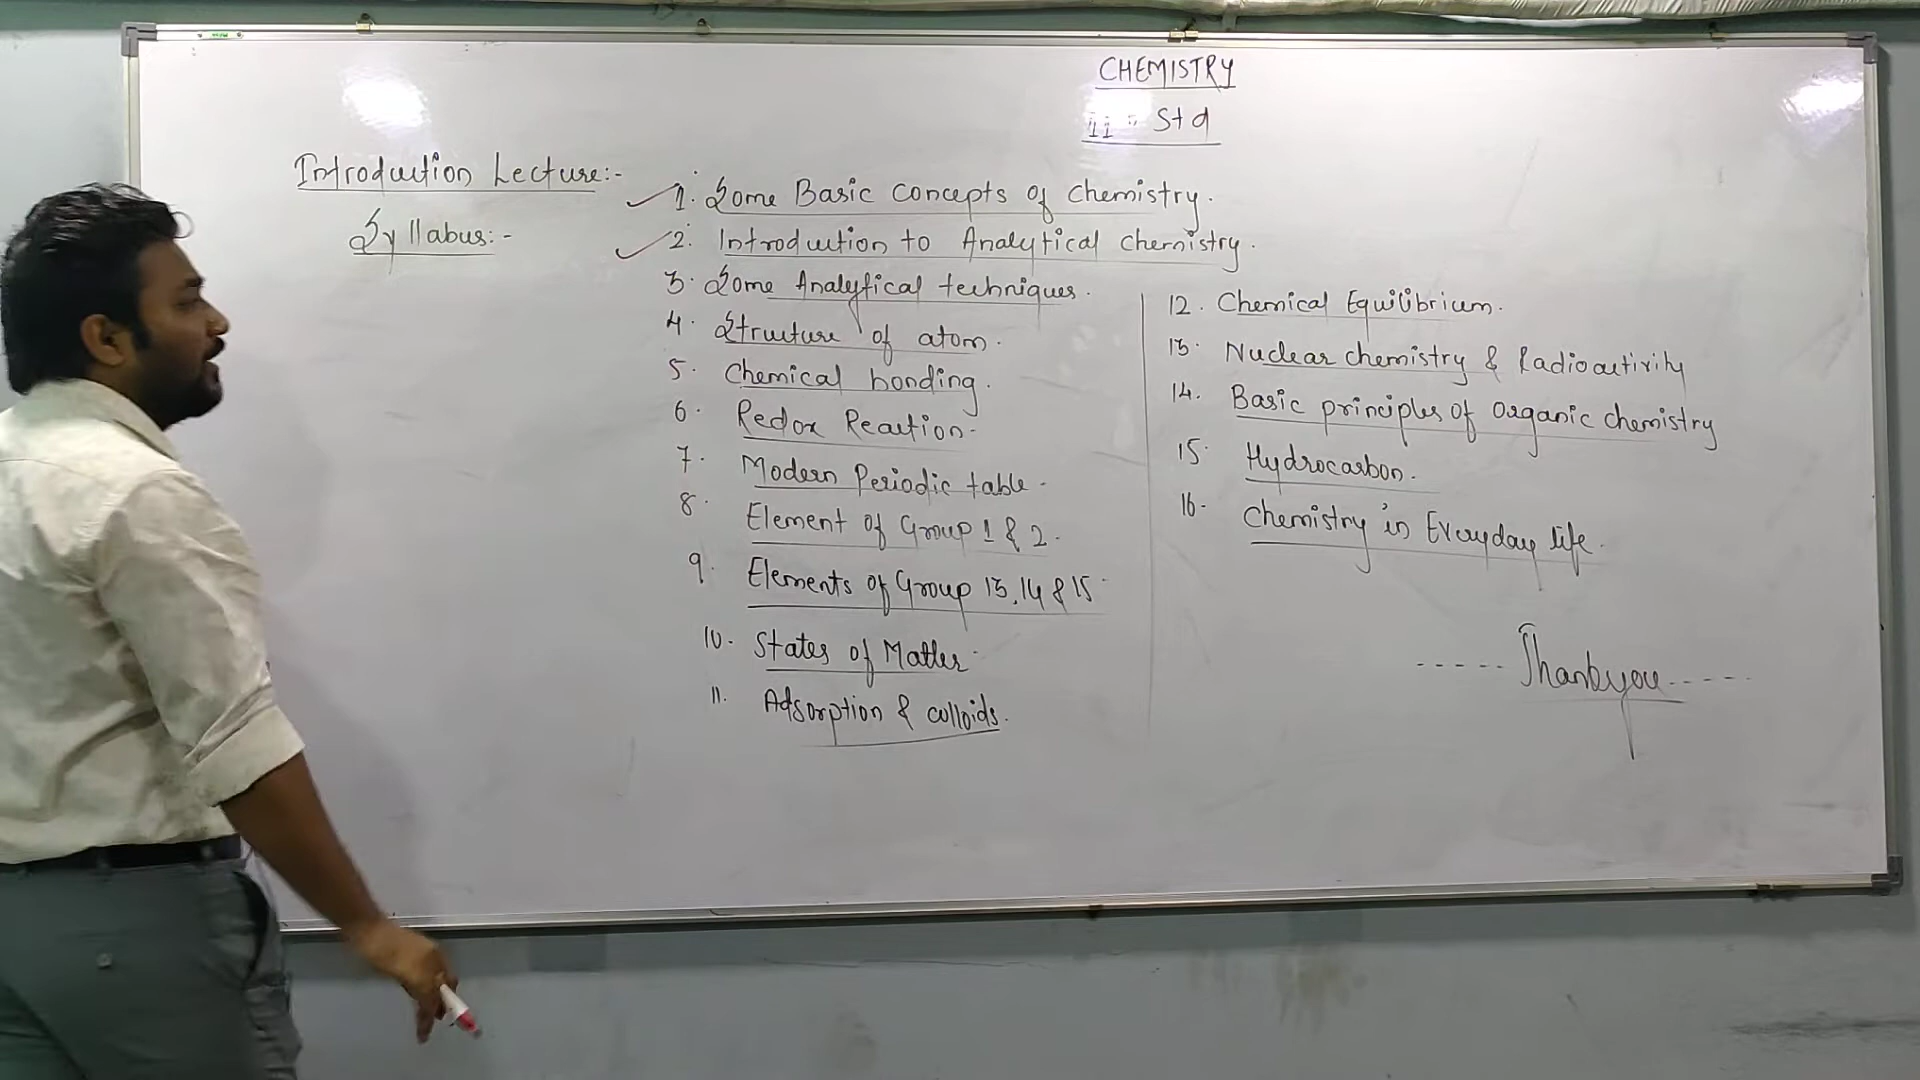 CHEMISTRY
11th Std
Introduction Lecture:-
Syllabus:-
1. Some Basic Concepts of Chemistry.
2. Introduction to Analytical Chemistry.
3. Some Analytical techniques.
4. Structure of atom.
5. Chemical bonding.
6. Redox Reaction.
7. Modern Periodic table.
8. Element of Group 1 & 2.
9. Elements of Group 13, 14 & 15.
10. States of Matter.
11. Adsorption & colloids.
12. Chemical Equilibrium.
13. Nuclear chemistry & Radioactivity
14. Basic principles of organic chemistry
15. Hydrocarbon.
16. Chemistry in Everyday life.
----- Thankyou -----